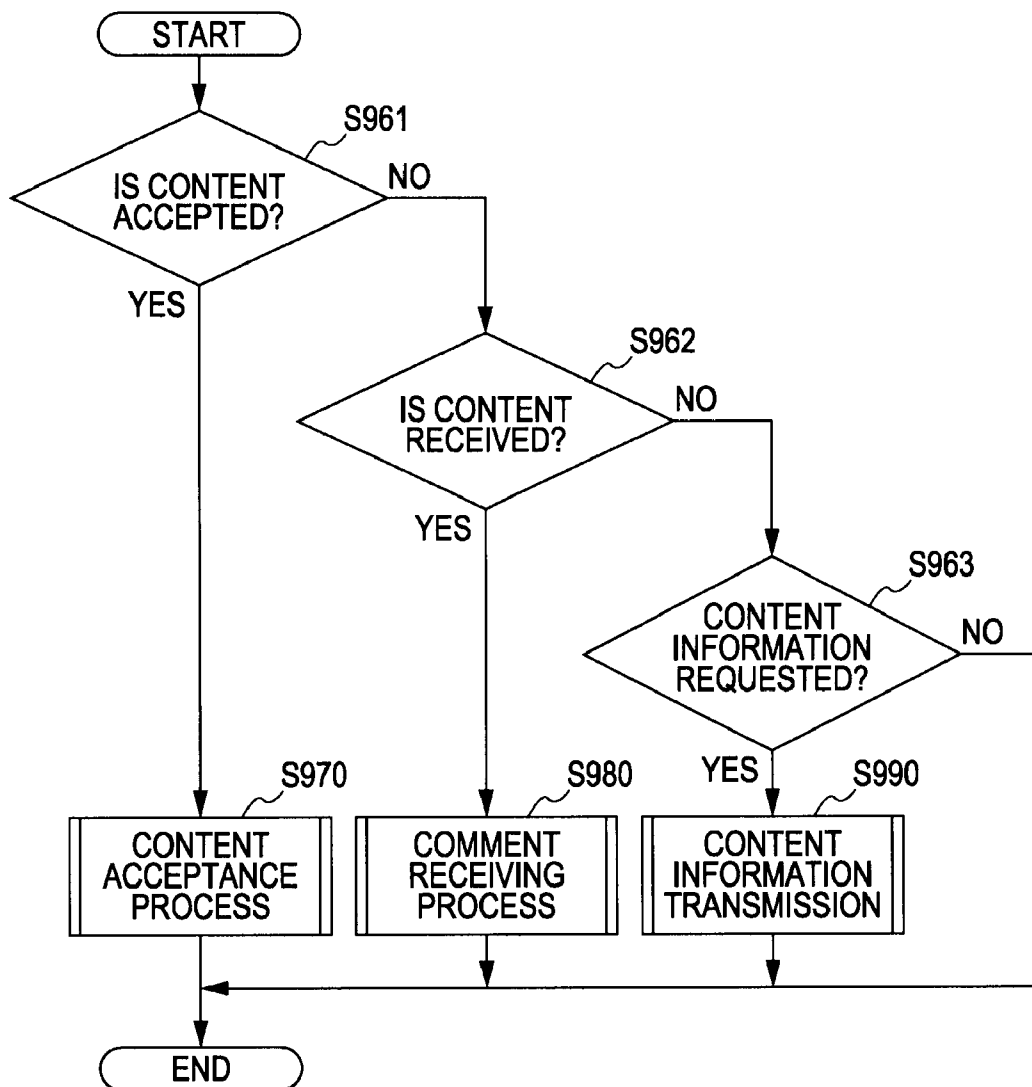 START
S961
IS CONTENT
ACCEPTED?
NO
YES
S962
IS CONTENT
RECEIVED?
NO
YES
S963
CONTENT
INFORMATION
REQUESTED?
NO
YES
S970
CONTENT
ACCEPTANCE
PROCESS
S980
COMMENT
RECEIVING
PROCESS
S990
CONTENT
INFORMATION
TRANSMISSION
END